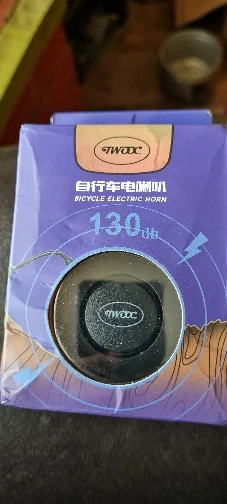 TWOOC
自行车电喇叭
BICYCLE ELECTRIC HORN
130db
TWOOC